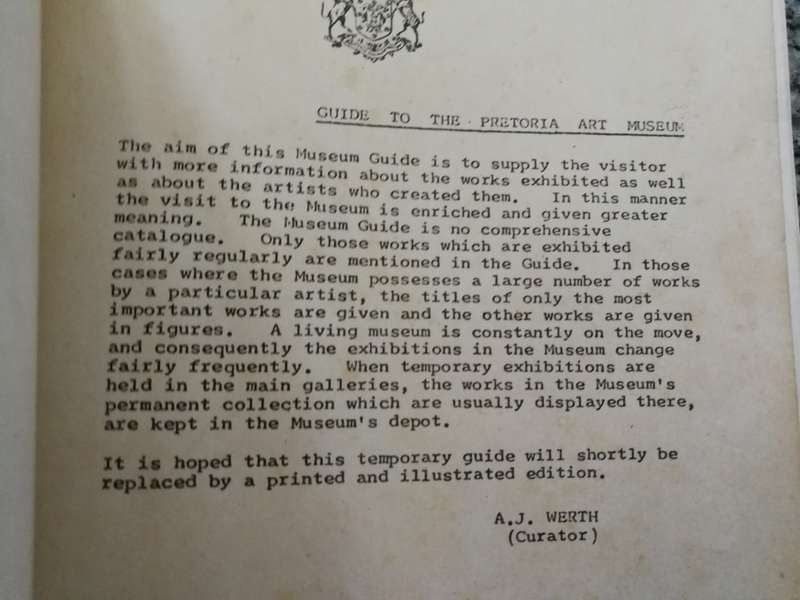 GUIDE TO THE PRETORIA ART MUSEUM
The aim of this Museum Guide is to supply the visitor
with more information about the works exhibited as well
as about the artists who created them. In this manner
the visit to the Museum is enriched and given greater
meaning. The Museum Guide is no comprehensive
catalogue. Only those works which are exhibited
fairly regularly are mentioned in the Guide. In those
cases where the Museum possesses a large number of works
by a particular artist, the titles of only the most
important works are given and the other works are given
in figures. A living museum is constantly on the move,
and consequently the exhibitions in the Museum change
fairly frequently. When temporary exhibitions are
held in the main galleries, the works in the Museum's
permanent collection which are usually displayed there,
are kept in the Museum's depot.
It is hoped that this temporary guide will shortly be
replaced by a printed and illustrated edition.
A.J. WERTH
(Curator)